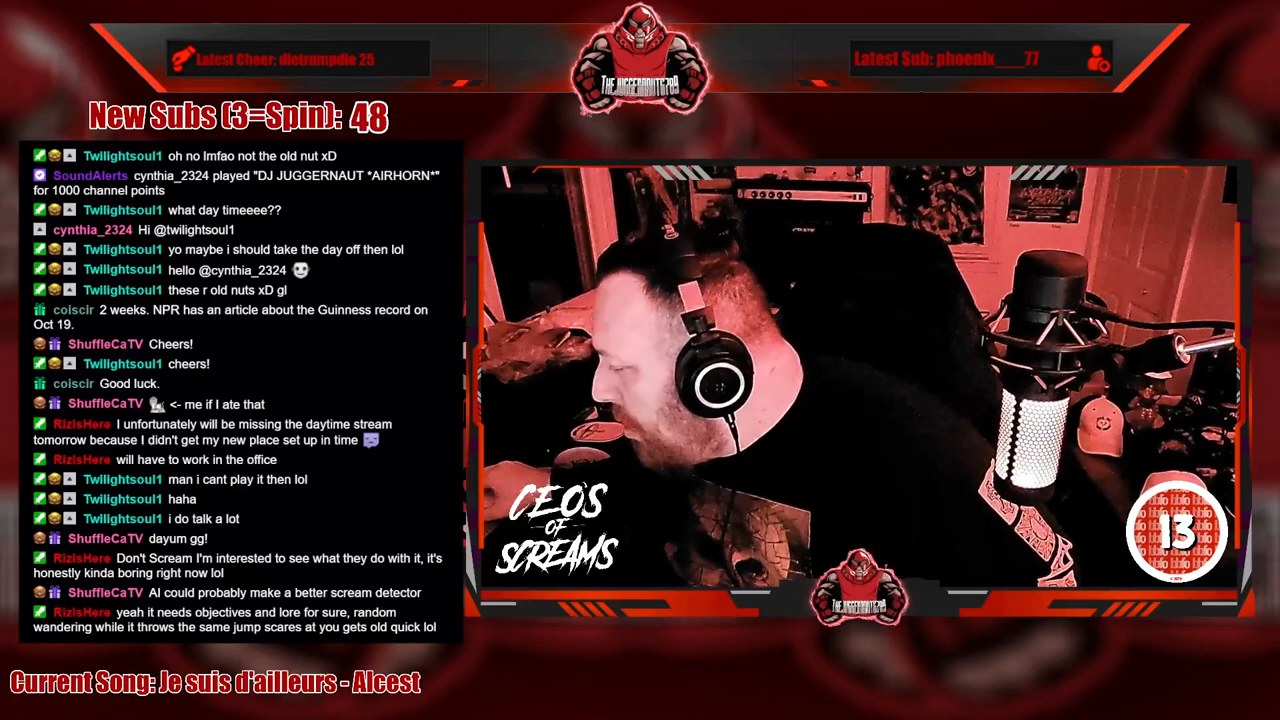 Latest Cheer: dietrumpdie 25
THEJUGGERNAUT6789
Latest Sub: phoenix___77
New Subs (3=Spin): 48
Twilightsoul1 oh no lmfao not the old nut xD
SoundAlerts cynthia_2324 played "DJ JUGGERNAUT *AIRHORN*"
for 1000 channel points
Twilightsoul1 what day timeeee??
cynthia_2324 Hi @twilightsoul1
Twilightsoul1 yo maybe i should take the day off then lol
Twilightsoul1 hello @cynthia_2324
Twilightsoul1 these r old nuts xD gl
colscir 2 weeks. NPR has an article about the Guinness record on
Oct 19.
ShuffleCaTV Cheers!
Twilightsoul1 cheers!
colscir Good luck.
ShuffleCaTV <- me if I ate that
RizIsHere I unfortunately will be missing the daytime stream
tomorrow because I didn't get my new place set up in time
RizIsHere will have to work in the office
Twilightsoul1 man i cant play it then lol
Twilightsoul1 haha
Twilightsoul1 i do talk a lot
ShuffleCaTV dayum gg!
RizIsHere Don't Scream I'm interested to see what they do with it, it's
honestly kinda boring right now lol
ShuffleCaTV AI could probably make a better scream detector
RizIsHere yeah it needs objectives and lore for sure, random
wandering while it throws the same jump scares at you gets old quick lol
CEO'S
OF
SCREAMS
13
THEJUGGERNAUT6789
Current Song: Je suis d'ailleurs - Alcest